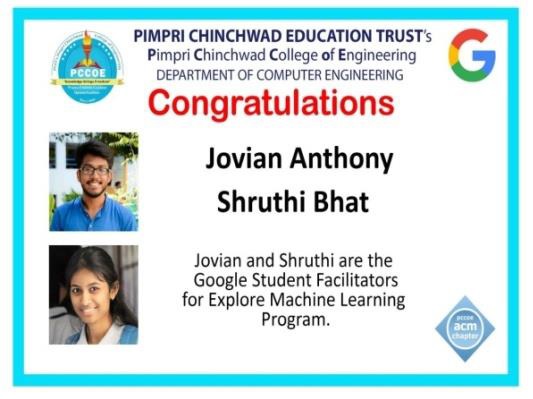 PIMPRI CHINCHWAD EDUCATION TRUST's
Pimpri Chinchwad College of Engineering
DEPARTMENT OF COMPUTER ENGINEERING
PCCOE
Congratulations
Jovian Anthony
Shruthi Bhat
Jovian and Shruthi are the
Google Student Facilitators
for Explore Machine Learning
Program.
pccoe
acm
chapter